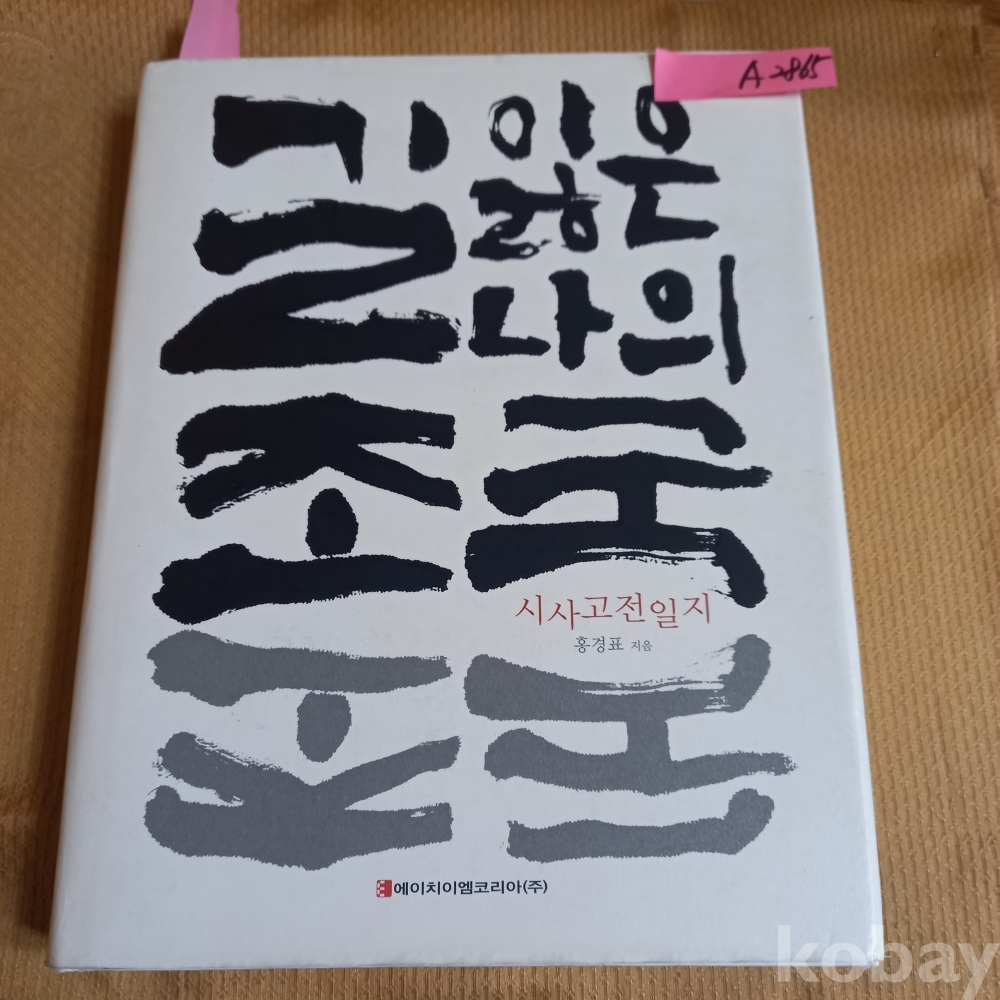 A-2865
길 잃은
나의
조국
시사고전일지
홍경표 지음
에이치이엠코리아(주)
kobay